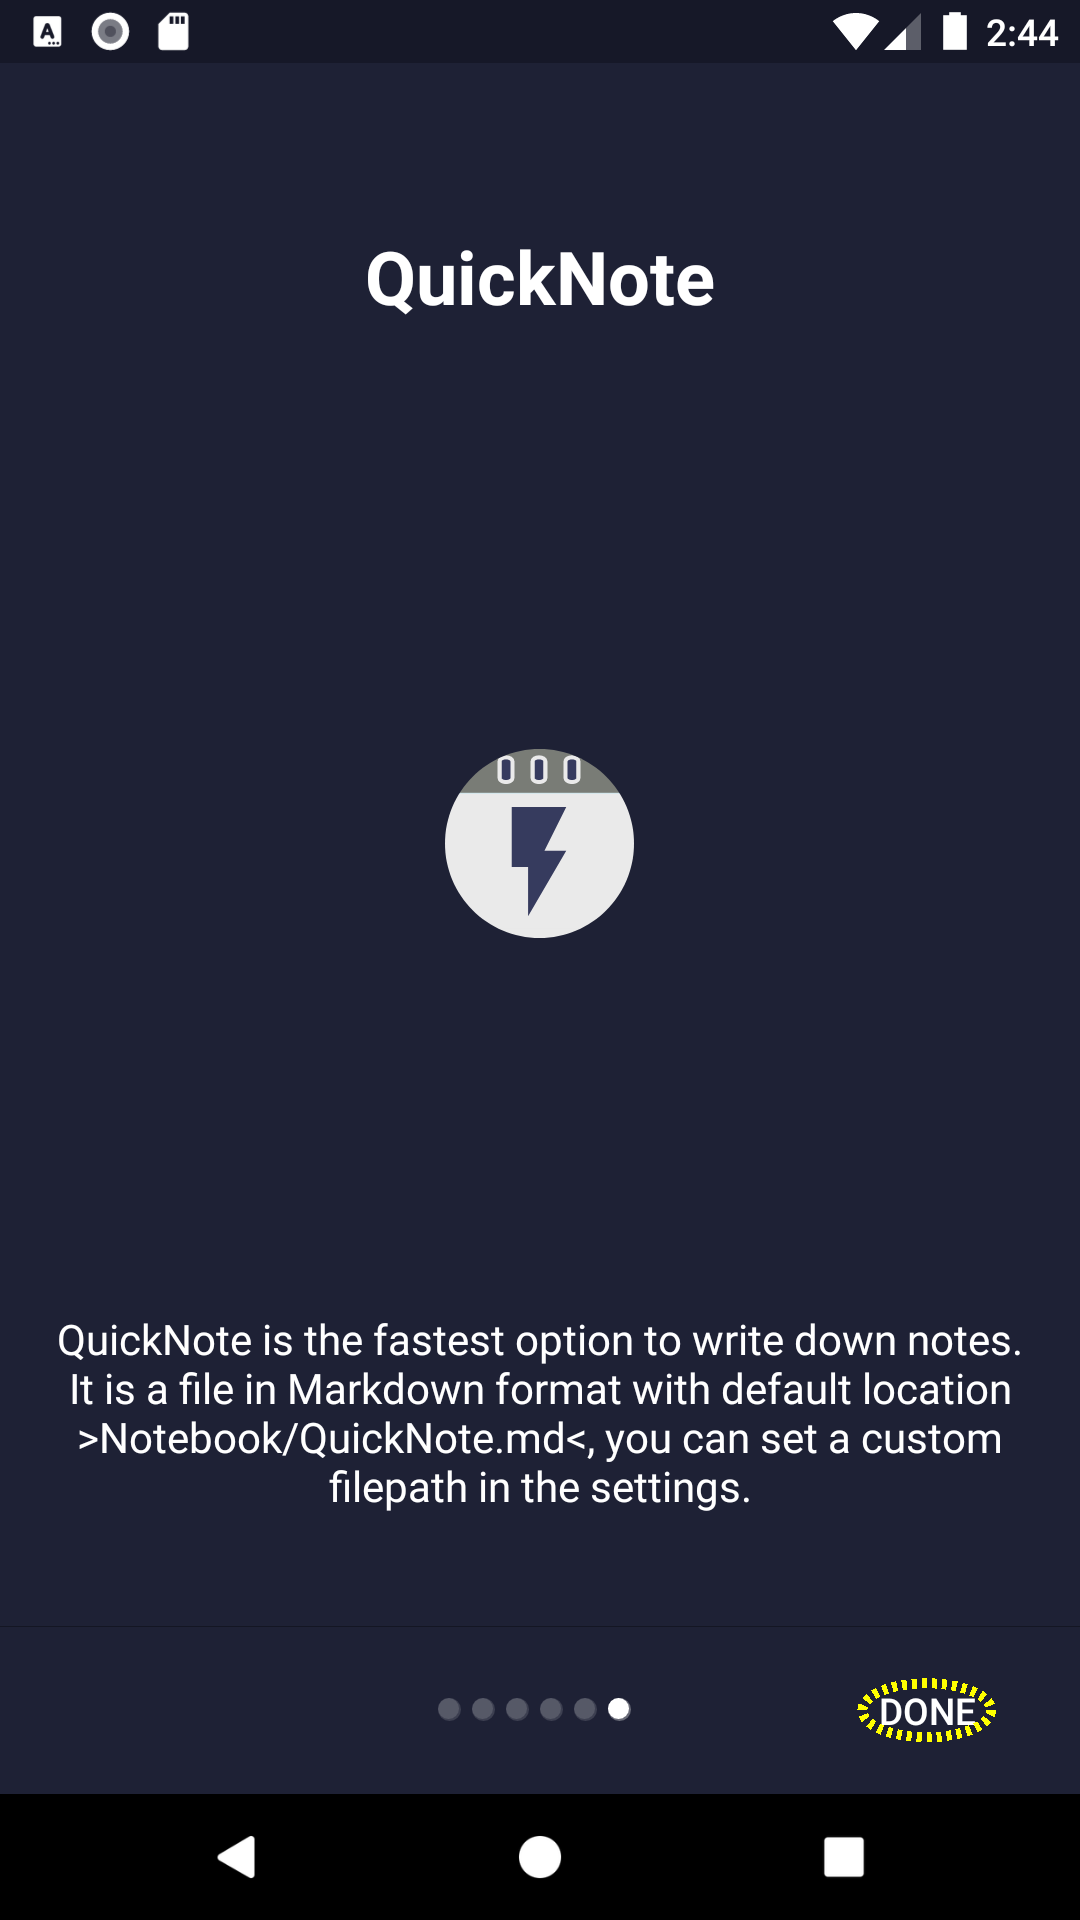 2:44
QuickNote
QuickNote is the fastest option to write down notes.
It is a file in Markdown format with default location
>Notebook/QuickNote.md<, you can set a custom
filepath in the settings.
DONE